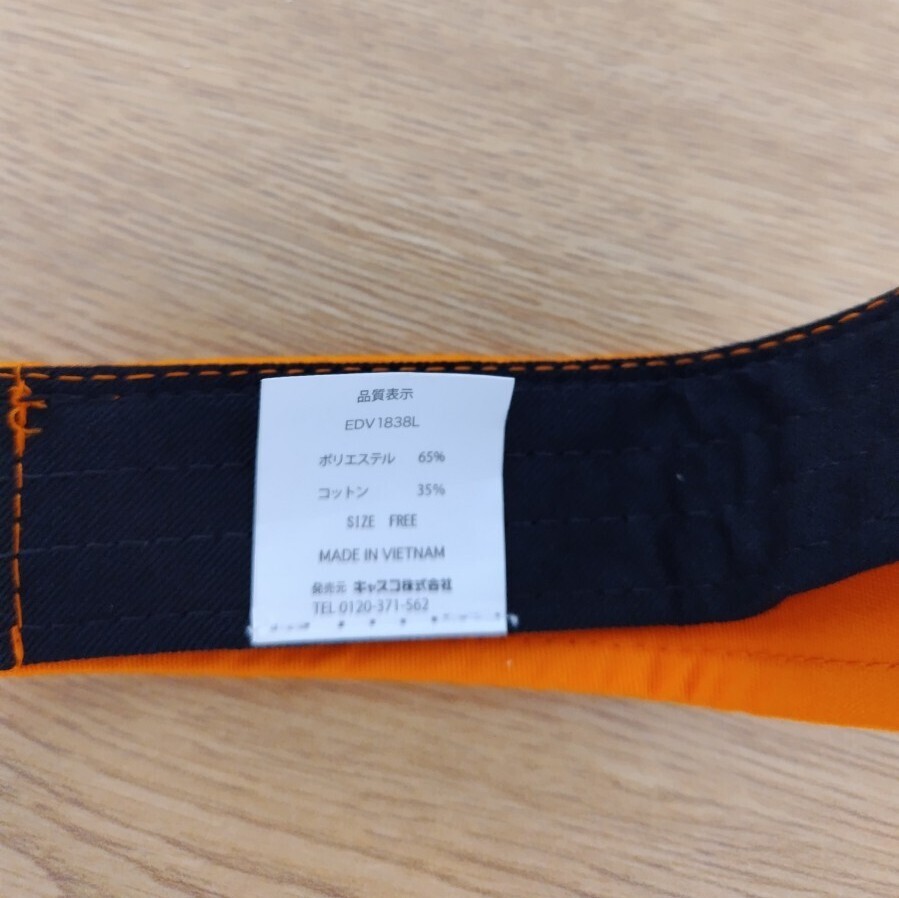 品質表示
EDV1838L
ポリエステル 65%
コットン 35%
SIZE FREE
MADE IN VIETNAM
発売元 キャスコ株式会社
TEL 0120-371-562